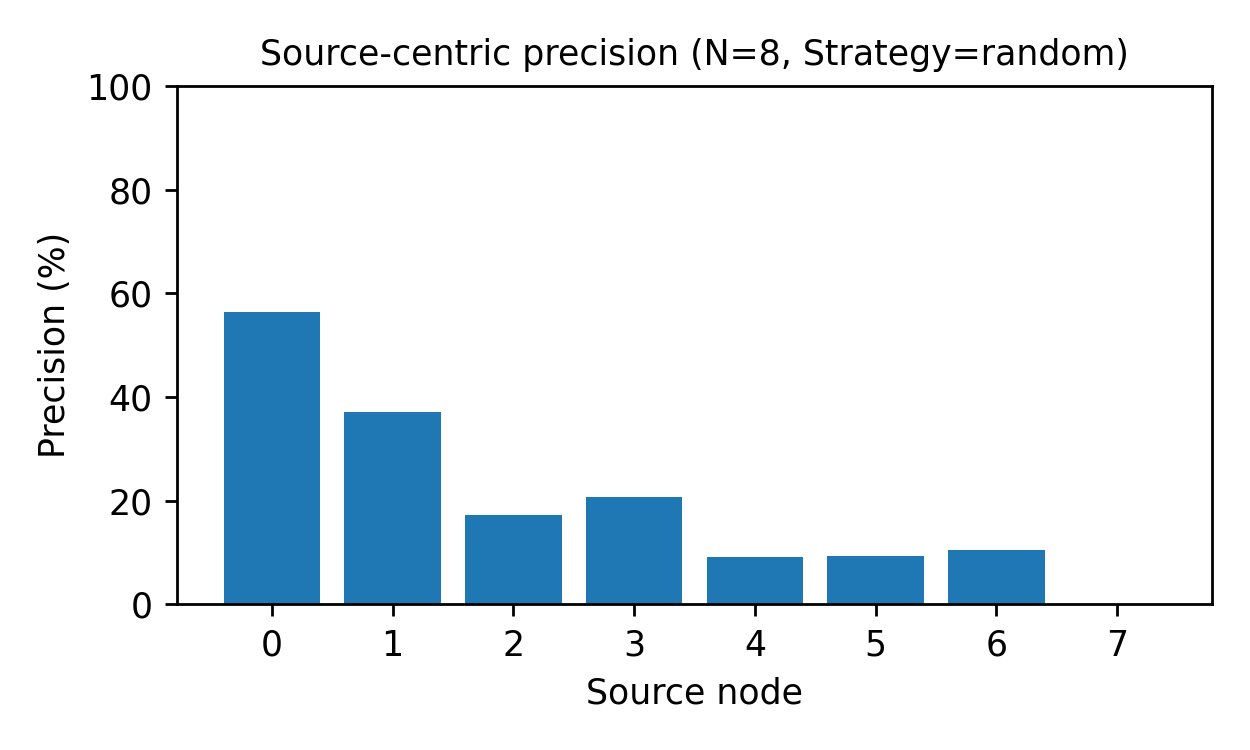 Source-centric precision (N=8, Strategy=random)
100
80
60
40
20
0
Precision (%)
0 1 2 3 4 5 6 7
Source node